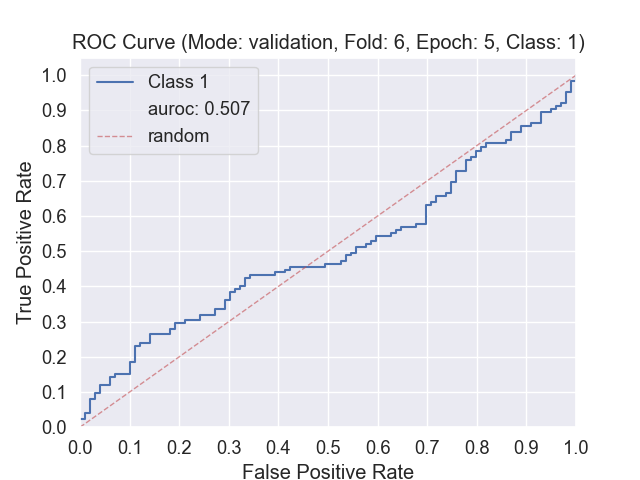 ROC Curve (Mode: validation, Fold: 6, Epoch: 5, Class: 1)
1.0
0.9
0.8
0.7
0.6
0.5
0.4
0.3
0.2
0.1
0.0
True Positive Rate
Class 1
auroc: 0.507
random
0.0 0.1 0.2 0.3 0.4 0.5 0.6 0.7 0.8 0.9 1.0
False Positive Rate